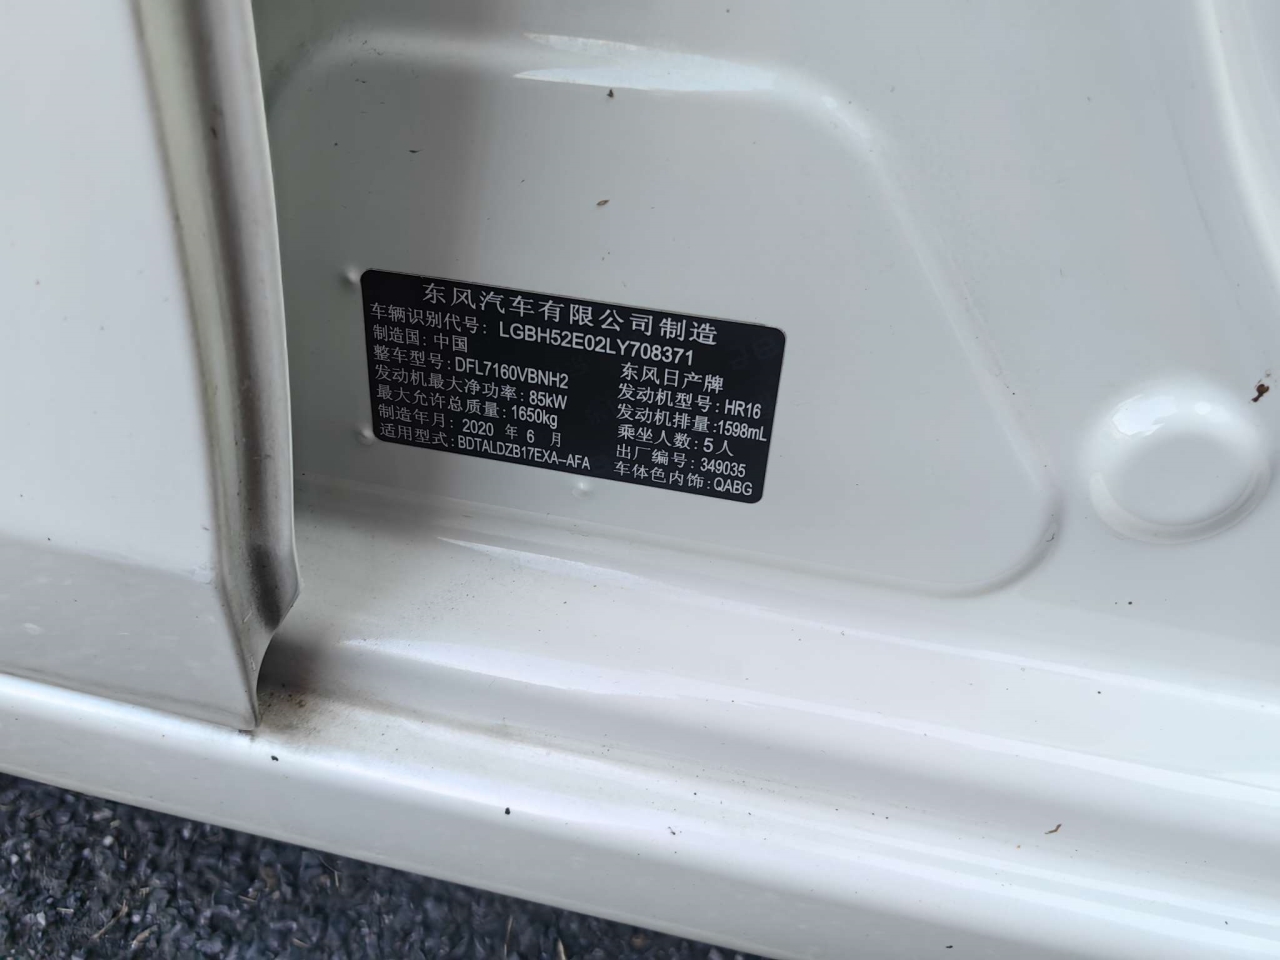 东风汽车有限公司制造
车辆识别代号: LGBH52E02LY708371
制造国: 中国 东风日产牌
整车型号: DFL7160VBNH2 发动机型号: HR16
发动机最大净功率: 85kW 发动机排量: 1598mL
最大允许总质量: 1650kg 乘坐人数: 5人
制造年月: 2020 年 6 月 出厂编号: 349035
适用型式: BDTALDZB17EXA--AFA 车体色内饰: QABG